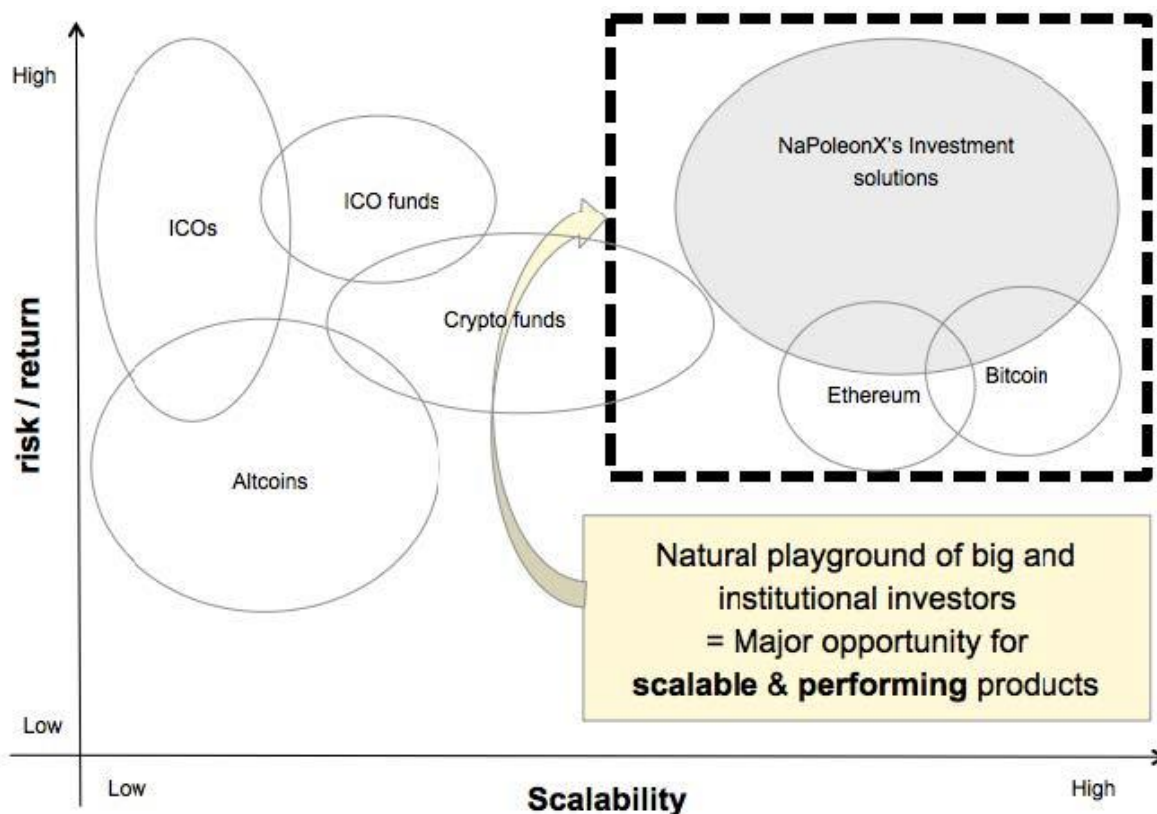 High
NaPoleonX's Investment
solutions
ICO funds
ICOs
Crypto funds
Bitcoin
Ethereum
risk / return
Altcoins
Natural playground of big and
institutional investors
= Major opportunity for
scalable & performing products
Low
Low
Scalability
High